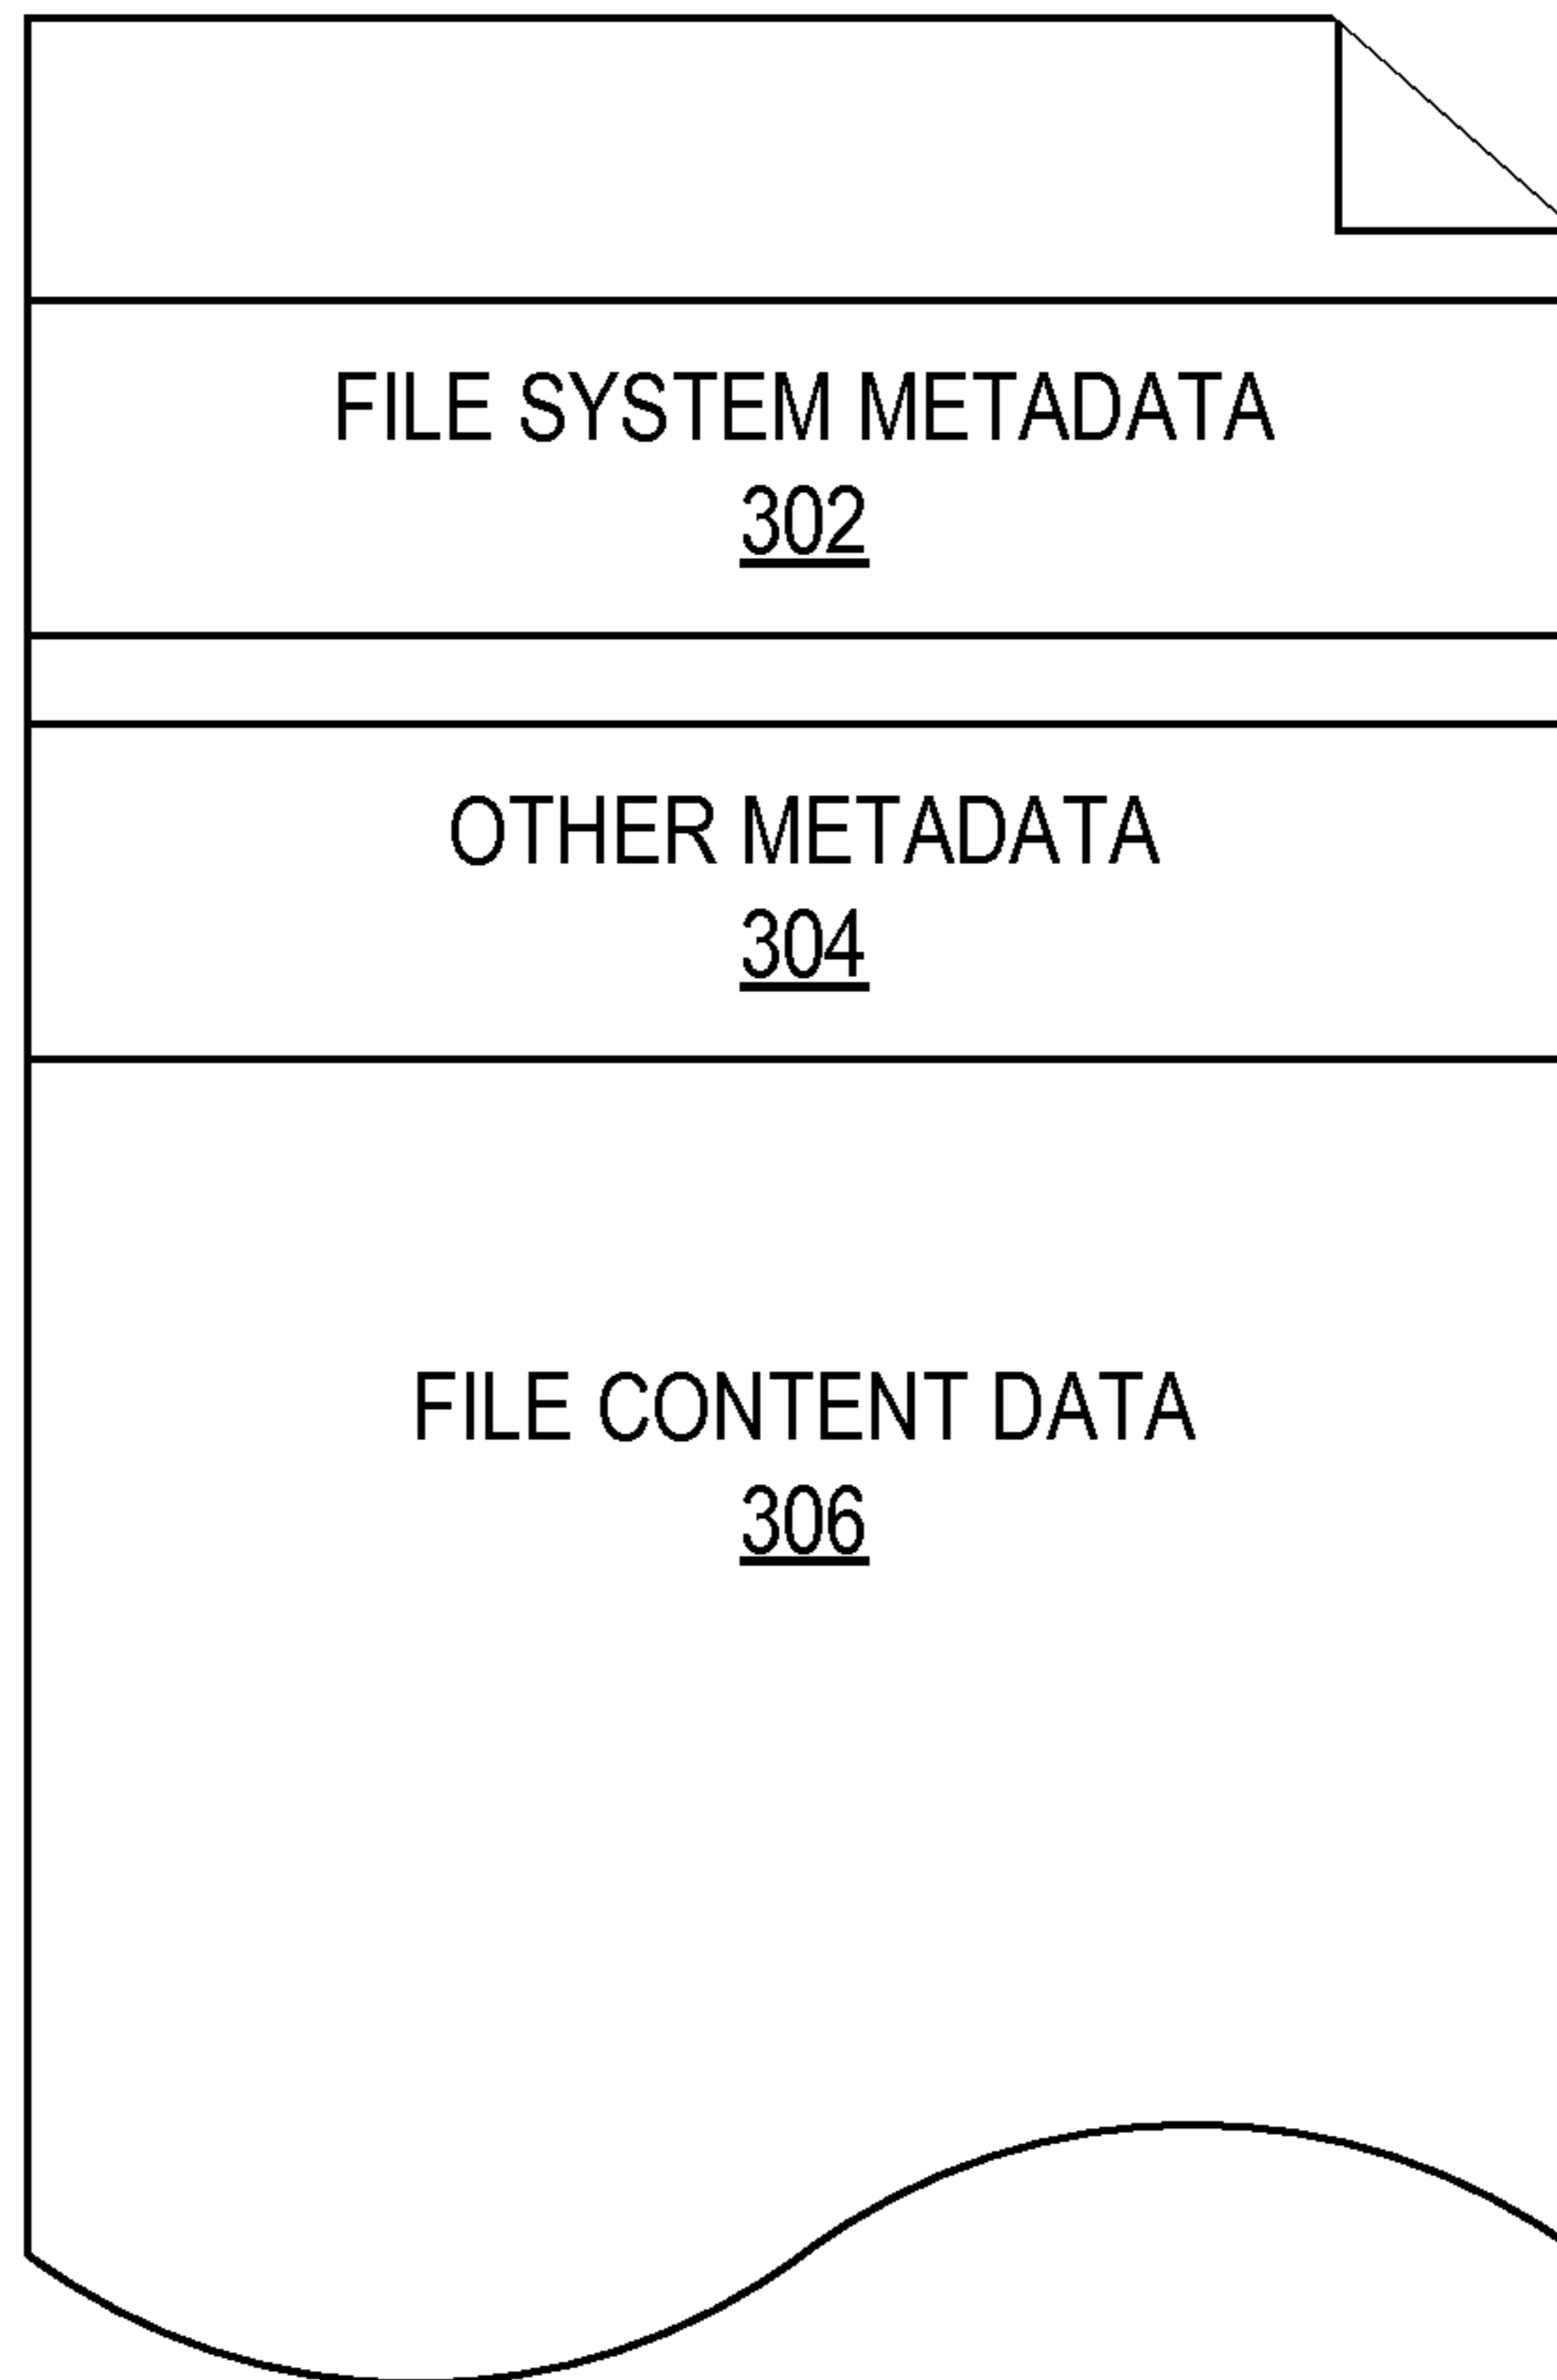 FILE SYSTEM METADATA
302
OTHER METADATA
304
FILE CONTENT DATA
306